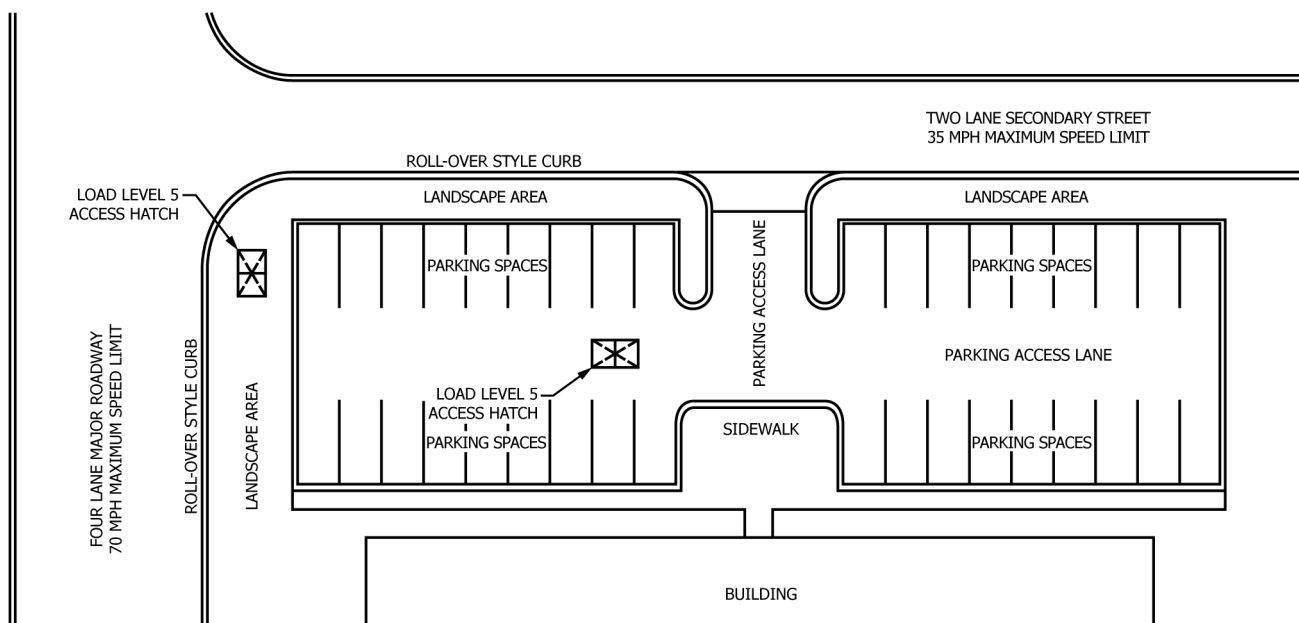 TWO LANE SECONDARY STREET
35 MPH MAXIMUM SPEED LIMIT
ROLL-OVER STYLE CURB
LOAD LEVEL 5
ACCESS HATCH
LANDSCAPE AREA
LANDSCAPE AREA
PARKING SPACES
PARKING ACCESS LANE
PARKING SPACES
FOUR LANE MAJOR ROADWAY
70 MPH MAXIMUM SPEED LIMIT
ROLL-OVER STYLE CURB
LANDSCAPE AREA
PARKING ACCESS LANE
LOAD LEVEL 5
ACCESS HATCH
PARKING SPACES
SIDEWALK
PARKING SPACES
BUILDING